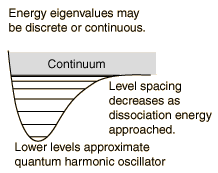 Energy eigenvalues may
be discrete or continuous.
Continuum
Level spacing
decreases as
dissociation energy
approached.
Lower levels approximate
quantum harmonic oscillator